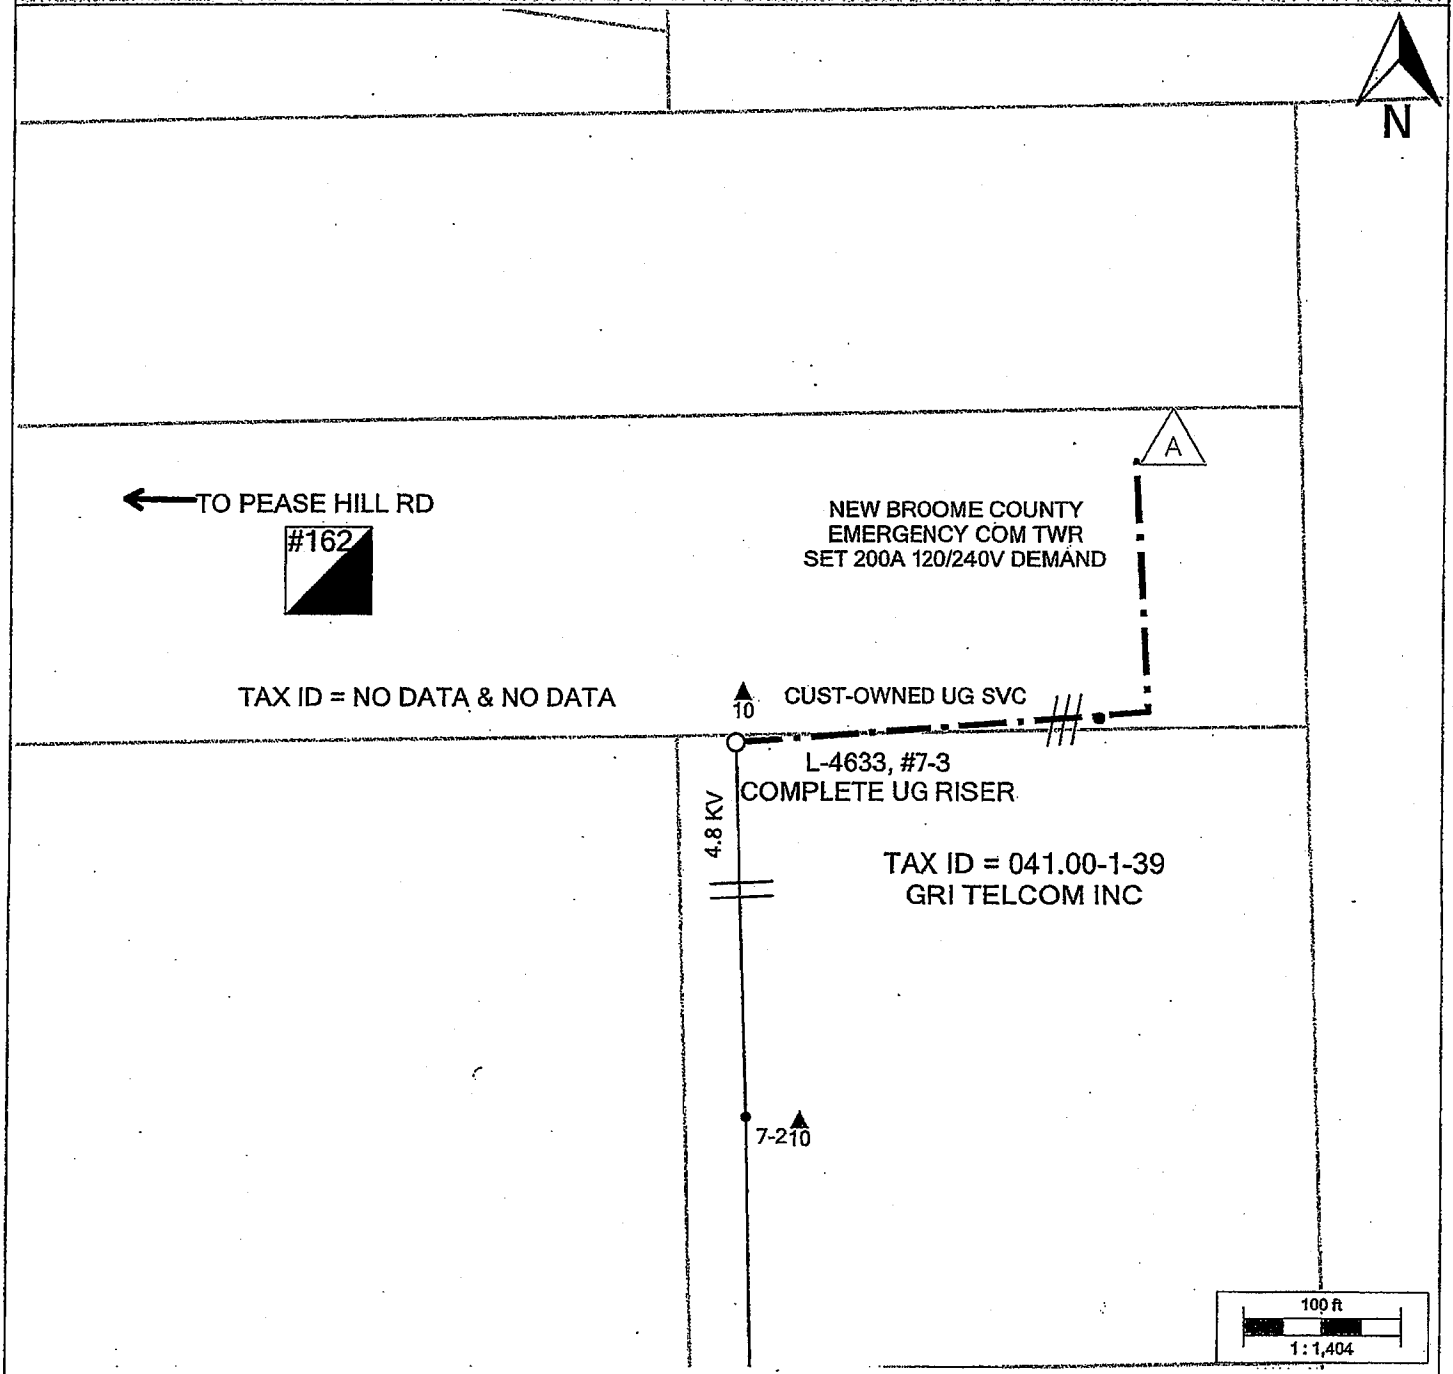 N
A
TO PEASE HILL RD
#162
NEW BROOME COUNTY
EMERGENCY COM TWR
SET 200A 120/240V DEMAND
TAX ID = NO DATA & NO DATA
10
CUST-OWNED UG SVC
L-4633, #7-3
COMPLETE UG RISER
4.8 KV
TAX ID = 041.00-1-39
GRI TELCOM INC
7-2
10
100 ft
1 : 1,404